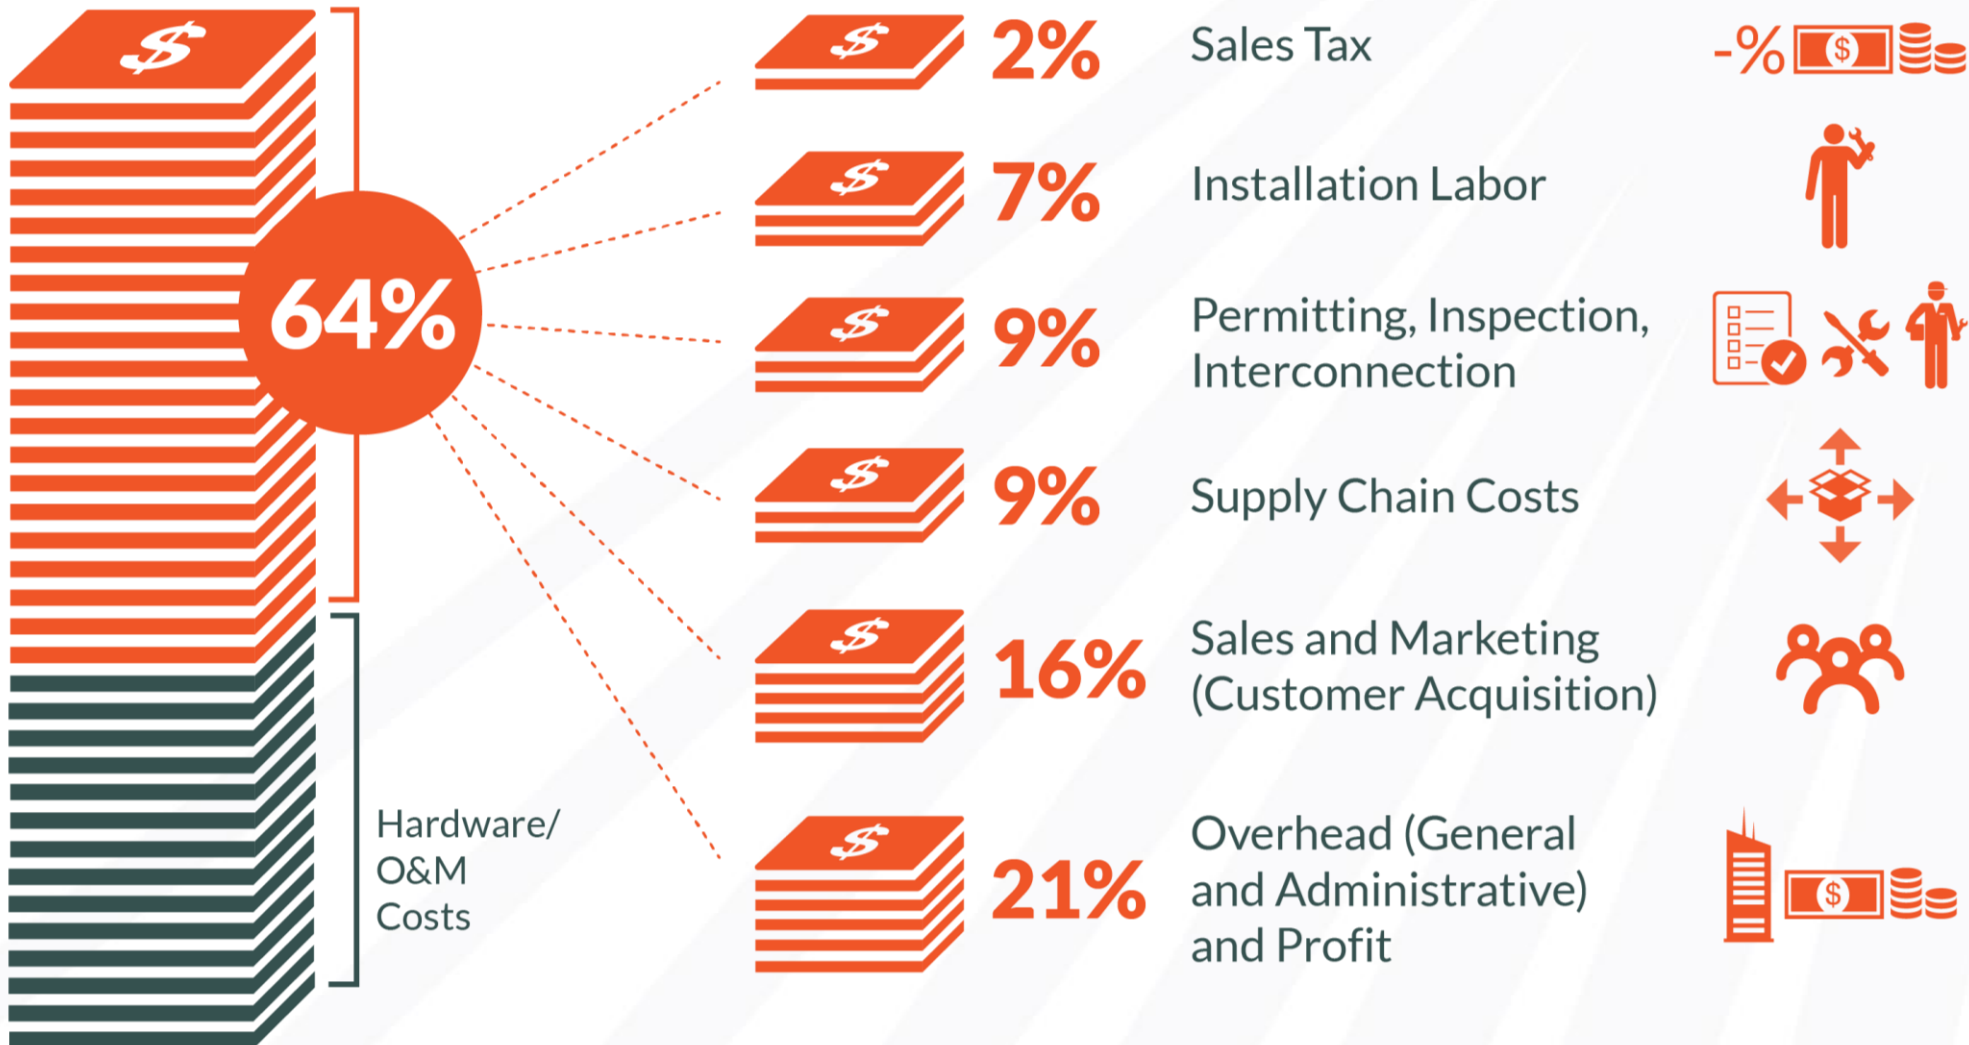 64%
Hardware/
O&M
Costs
$
$
2%
Sales Tax
-%
$
$
7%
Installation Labor
$
9%
Permitting, Inspection,
Interconnection
$
9%
Supply Chain Costs
$
16%
Sales and Marketing
(Customer Acquisition)
$
21%
Overhead (General
and Administrative)
and Profit
$